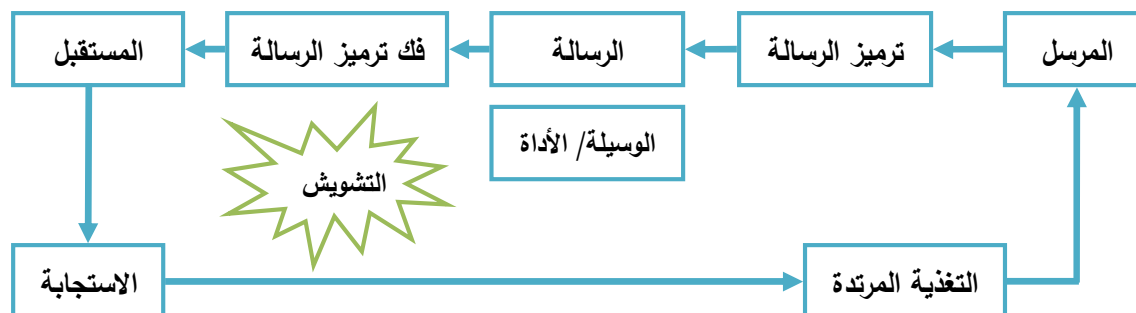 المرسل
ترميز الرسالة
الرسالة
فك ترميز الرسالة
المستقبل
الوسيلة/ الأداة
التشويش
التغذية المرتدة
الاستجابة